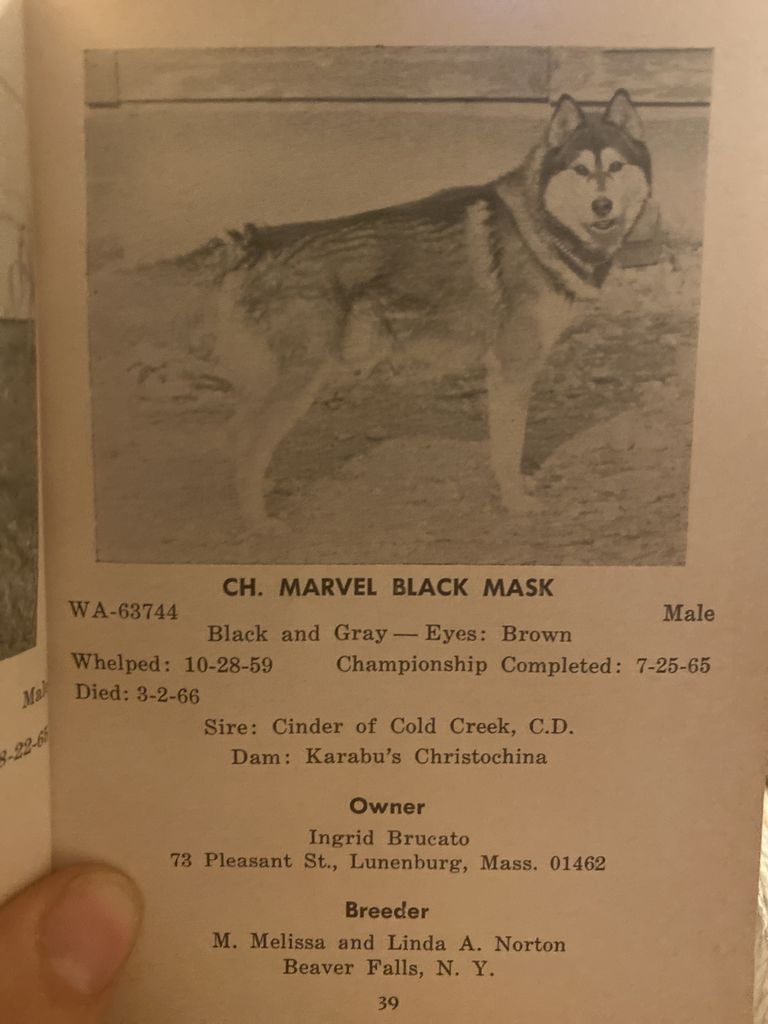 CH. MARVEL BLACK MASK
WA-63744 Male
Black and Gray — Eyes: Brown
Whelped: 10-28-59 Championship Completed: 7-25-65
Died: 3-2-66
Sire: Cinder of Cold Creek, C.D.
Dam: Karabu's Christochina
Owner
Ingrid Brucato
73 Pleasant St., Lunenburg, Mass. 01462
Breeder
M. Melissa and Linda A. Norton
Beaver Falls, N. Y.
39